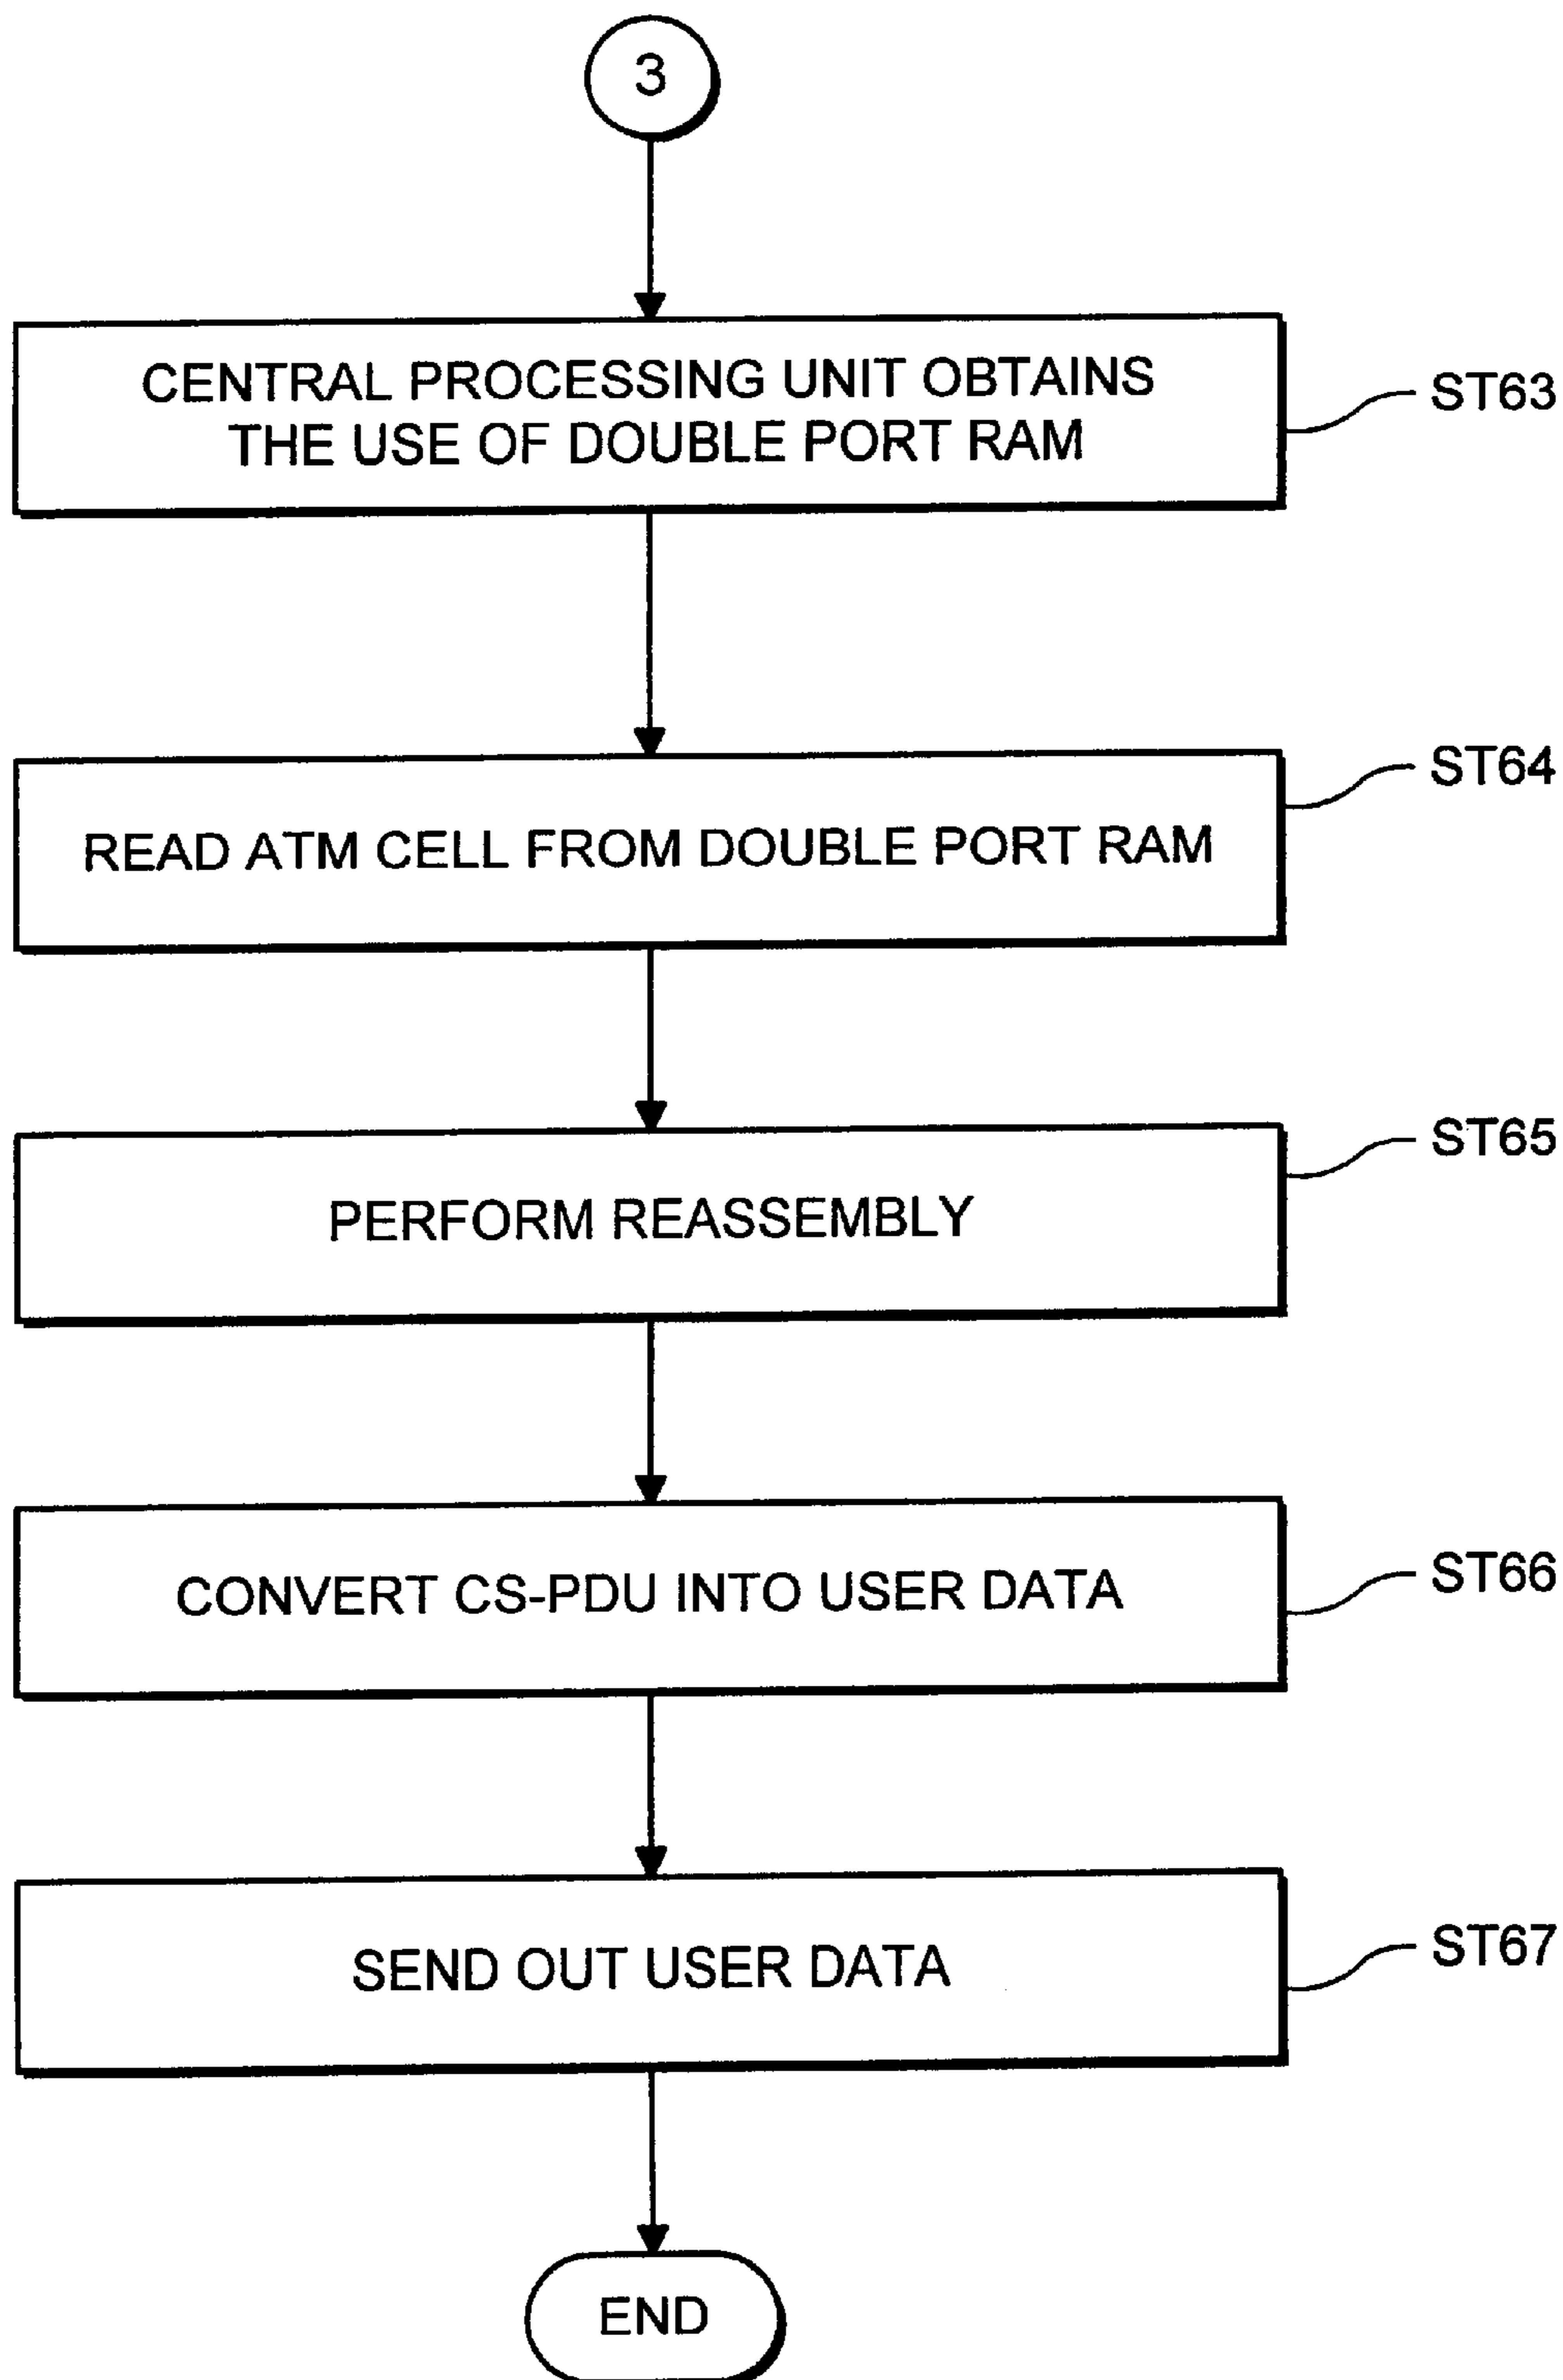 3
CENTRAL PROCESSING UNIT OBTAINS
THE USE OF DOUBLE PORT RAM
ST63
READ ATM CELL FROM DOUBLE PORT RAM
ST64
PERFORM REASSEMBLY
ST65
CONVERT CS-PDU INTO USER DATA
ST66
SEND OUT USER DATA
ST67
END